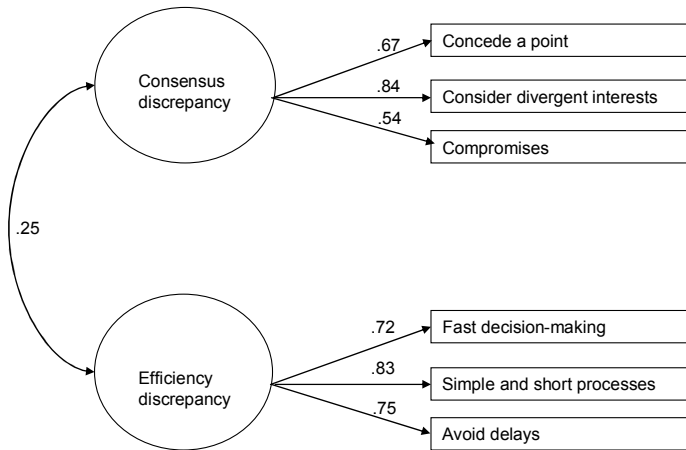 .67
Concede a point
Consensus
discrepancy
.84
Consider divergent interests
.54
Compromises
.25
.72
Fast decision-making
Efficiency
discrepancy
.83
Simple and short processes
.75
Avoid delays